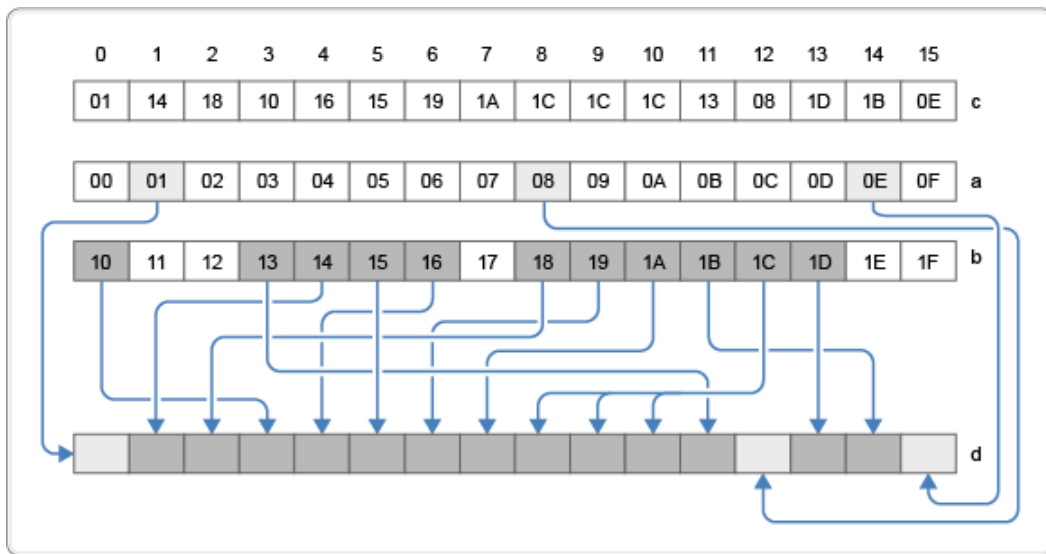 0 1 2 3 4 5 6 7 8 9 10 11 12 13 14 15
01 14 18 10 16 15 19 1A 1C 1C 1C 13 08 1D 1B 0E c
00 01 02 03 04 05 06 07 08 09 0A 0B 0C 0D 0E 0F a
10 11 12 13 14 15 16 17 18 19 1A 1B 1C 1D 1E 1F b
d